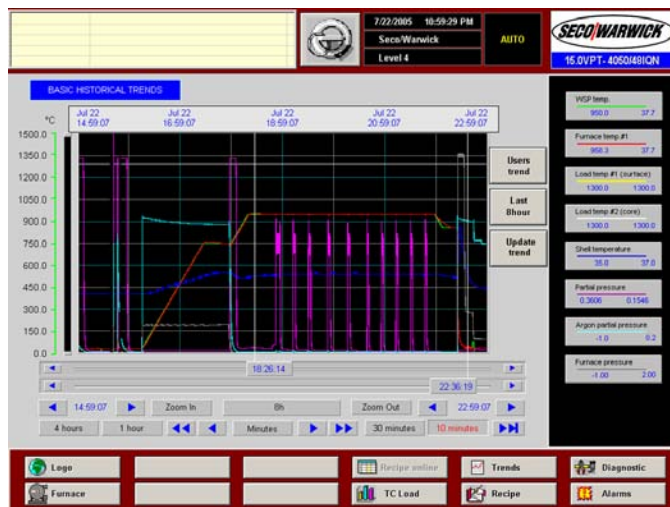 7/22/2005 10:59:29 PM
Seco/Warwick
Level 4
AUTO
SECO/WARWICK
15.0VPT- 4050/48IQN
BASIC HISTORICAL TRENDS
°C
Jul 22 Jul 22 Jul 22 Jul 22 Jul 22
14:59:07 16:59:07 18:59:07 20:59:07 22:59:07
1500.0
1350.0
1200.0
1050.0
900.0
750.0
600.0
450.0
300.0
150.0
0.0
Users
trend
Last
8hour
Update
trend
WSP temp.
950.0 37.7
Furnace temp.#1
950.3 37.7
Load temp #1 (surface)
1300.0 1300.0
Load temp #2 (core)
1300.0 1300.0
Shell temperature
35.0 37.0
Partial pressure
0.3606 0.1546
Argon partial pressure
-1.0 0.2
Furnace pressure
-1.00 2.00
18:26:14
22:36:19
14:59:07 Zoom In 8h Zoom Out 22:59:07
4 hours 1 hour Minutes 30 minutes 10 minutes
Logo Recipe online Trends Diagnostic
Furnace TC Load Recipe Alarms